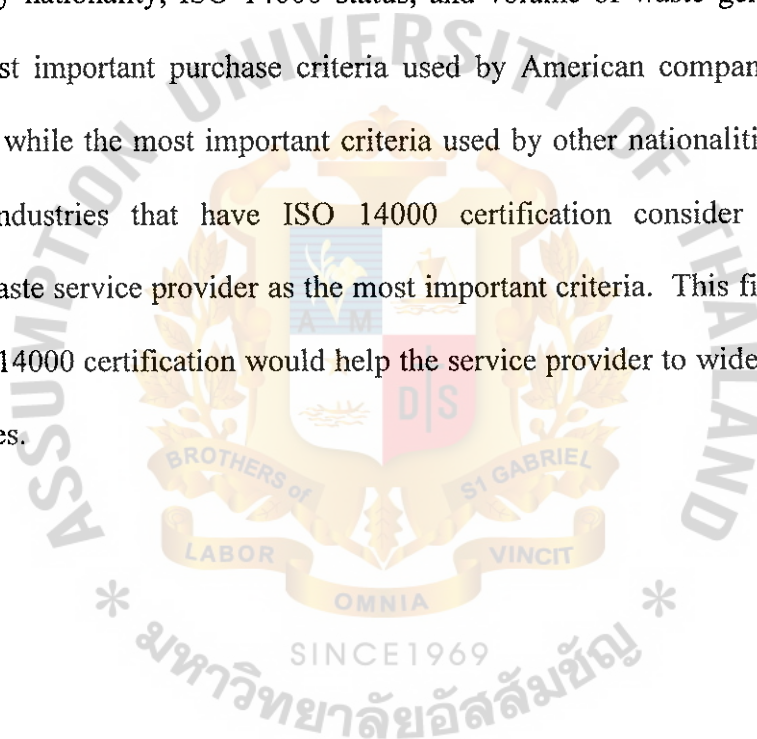 y nationality, ISO 14000 status, and volume of waste ge
st important purchase criteria used by American compan
while the most important criteria used by other nationaliti
ndustries that have ISO 14000 certification consider
aste service provider as the most important criteria. This fi
14000 certification would help the service provider to wide
es.
ASSUMPTION UNIVERSITY OF THAILAND
A M
D S
BROTHERS of ST GABRIEL
LABOR VINCIT
OMNIA
SINCE1969
มหาวิทยาลัยอัสสัมชัญ